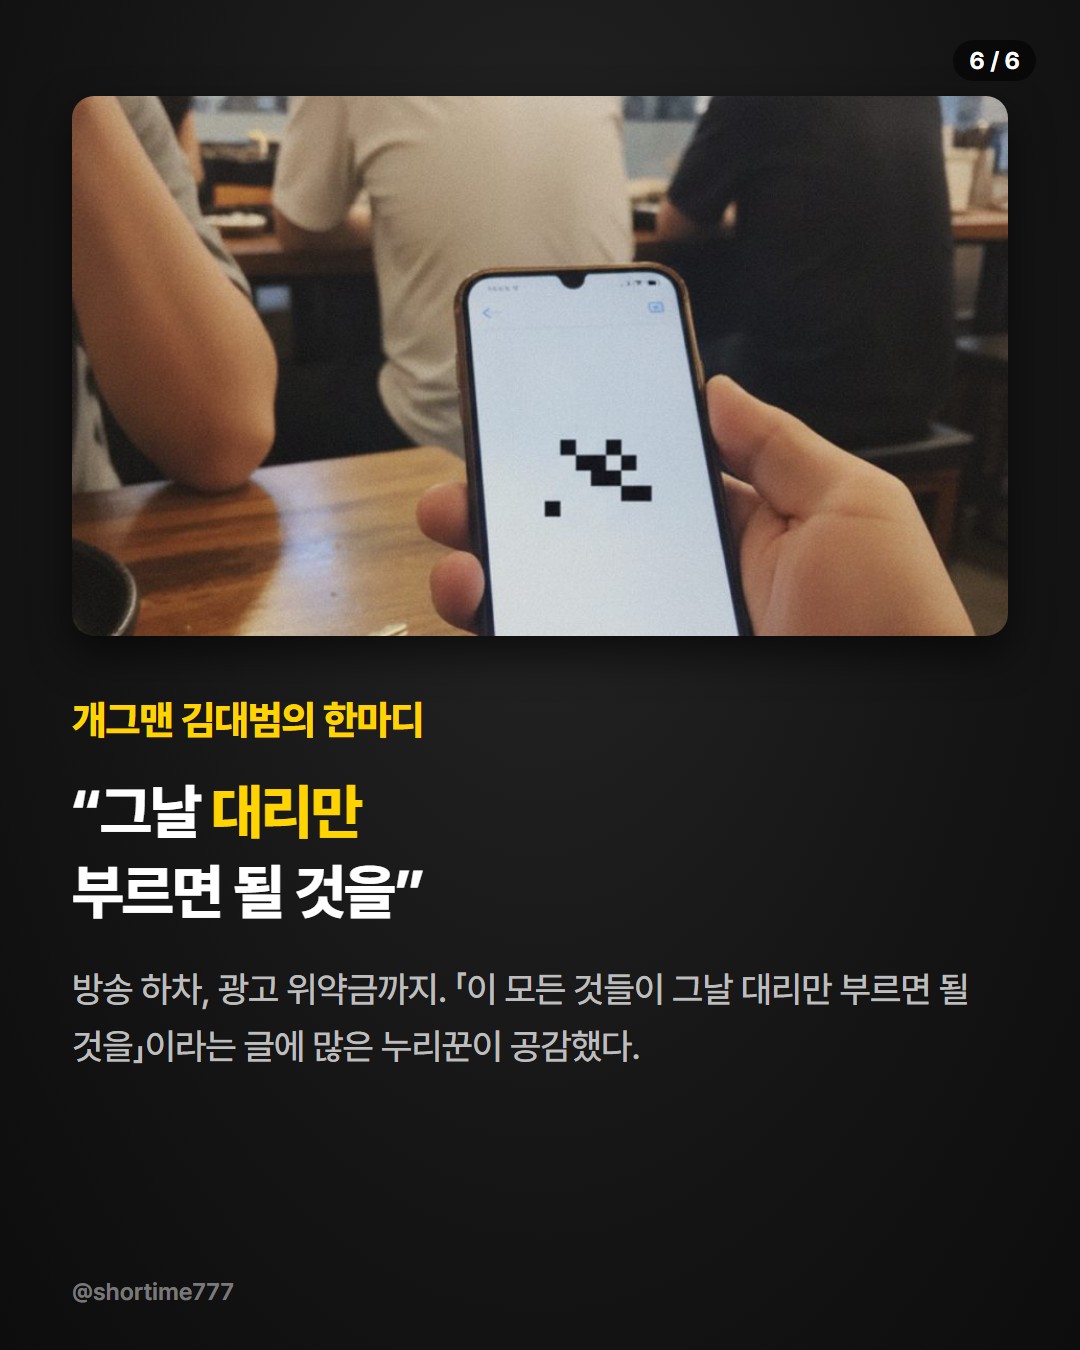 6 / 6
개그맨 김대범의 한마디
“그날 대리만
부르면 될 것을”
방송 하차, 광고 위약금까지. 「이 모든 것들이 그날 대리만 부르면 될
것을」이라는 글에 많은 누리꾼이 공감했다.
@shortime777